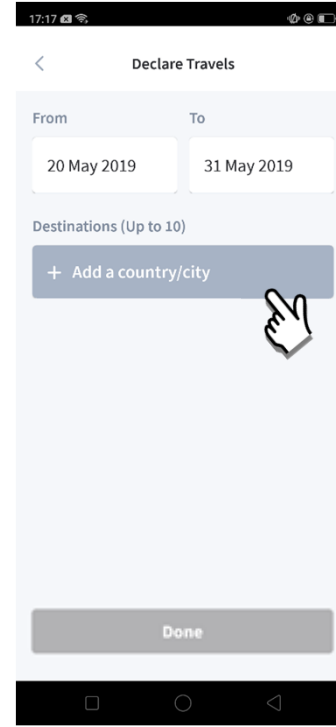 17:17
Declare Travels
From To
20 May 2019 31 May 2019
Destinations (Up to 10)
+ Add a country/city
Done